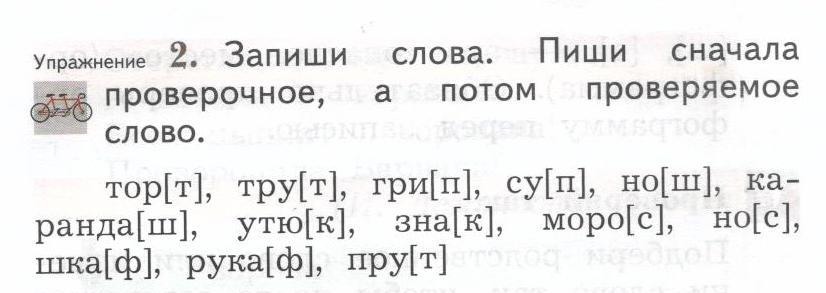 Упражнение 2. Запиши слова. Пиши сначала
проверочное, а потом проверяемое
слово.
тор[т], тру[т], гри[п], су[п], но[ш], ка-
ранда[ш], утю[к], зна[к], моро[с], но[с],
шка[ф], рука[ф], пру[т]